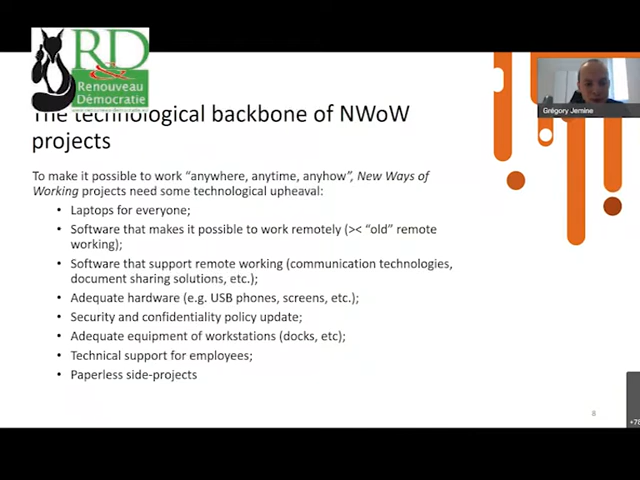 R&D
Renouveau
Démocratie
The technological backbone of NWoW
projects
Grégory Jemine
To make it possible to work “anywhere, anytime, anyhow”, New Ways of
Working projects need some technological upheaval:
• Laptops for everyone;
• Software that makes it possible to work remotely (>< “old” remote
working);
• Software that support remote working (communication technologies,
document sharing solutions, etc.);
• Adequate hardware (e.g. USB phones, screens, etc.);
• Security and confidentiality policy update;
• Adequate equipment of workstations (docks, etc);
• Technical support for employees;
• Paperless side-projects
8